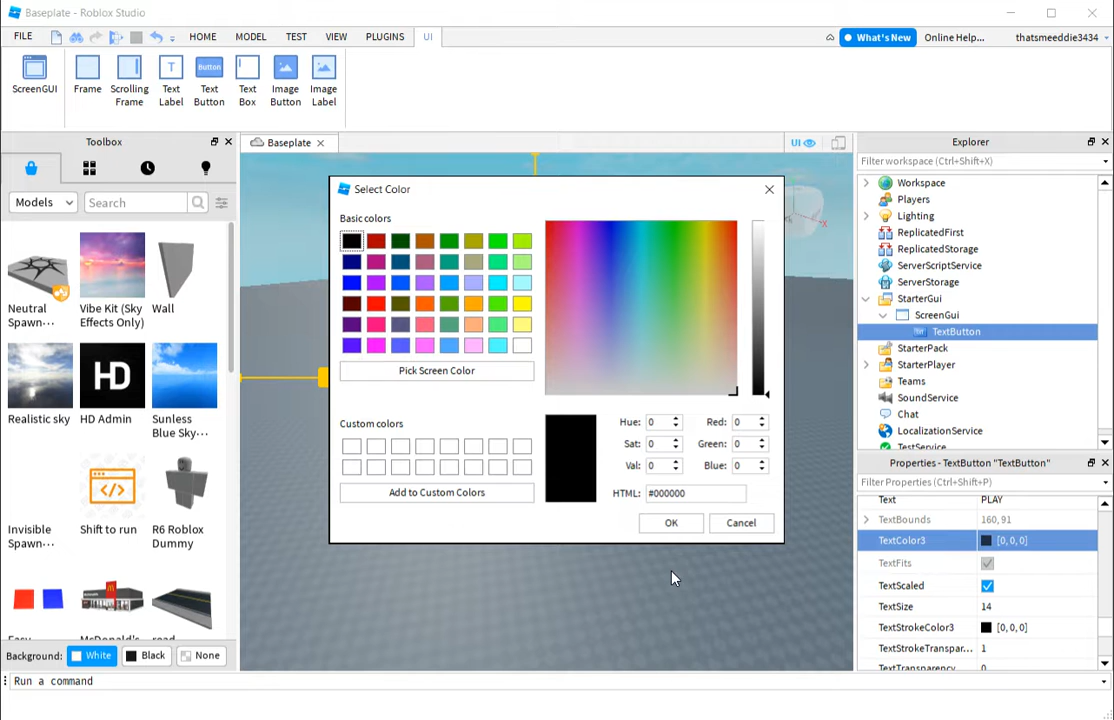 Baseplate - Roblox Studio
FILE HOME MODEL TEST VIEW PLUGINS UI What's New Online Help... thatsmeeddie3434
ScreenGUI
Frame
Scrolling
Frame
Text
Label
Button
Text
Button
Text
Box
Image
Button
Image
Label
Toolbox
Models
Search
Neutral
Spawn...
Vibe Kit (Sky
Effects Only)
Wall
Realistic sky
HD
HD Admin
Sunless
Blue Sky...
Invisible
Spawn...
Shift to run
R6 Roblox
Dummy
Easy
McDonald's
road
Background: White Black None
Run a command
Baseplate
UI
X
Select Color
Basic colors
Pick Screen Color
Custom colors
Add to Custom Colors
Hue: 0 Red: 0
Sat: 0 Green: 0
Val: 0 Blue: 0
HTML: #000000
OK Cancel
Explorer
Filter workspace (Ctrl+Shift+X)
Workspace
Players
Lighting
ReplicatedFirst
ReplicatedStorage
ServerScriptService
ServerStorage
StarterGui
ScreenGui
TextButton
StarterPack
StarterPlayer
Teams
SoundService
Chat
LocalizationService
TestService
Properties - TextButton "TextButton"
Filter Properties (Ctrl+Shift+P)
Text PLAY
TextBounds 160, 91
TextColor3 [0, 0, 0]
TextFits
TextScaled
TextSize 14
TextStrokeColor3 [0, 0, 0]
TextStrokeTranspar... 1
TextTransparency 0